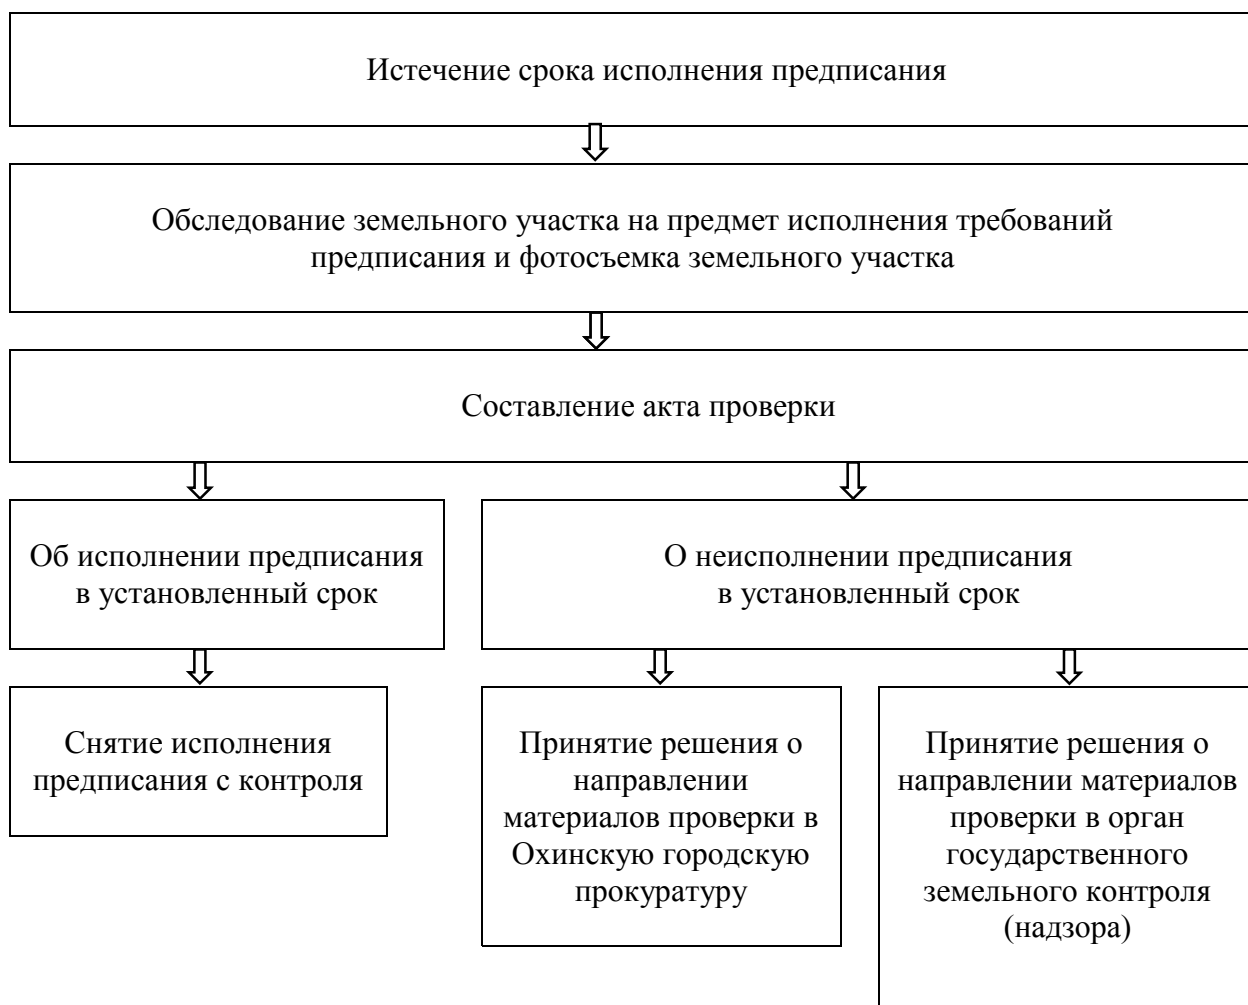 Истечение срока исполнения предписания
Обследование земельного участка на предмет исполнения требований
предписания и фотосъемка земельного участка
Составление акта проверки
Об исполнении предписания
в установленный срок
О неисполнении предписания
в установленный срок
Снятие исполнения
предписания с контроля
Принятие решения о
направлении
материалов проверки в
Охинскую городскую
прокуратуру
Принятие решения о
направлении материалов
проверки в орган
государственного
земельного контроля
(надзора)